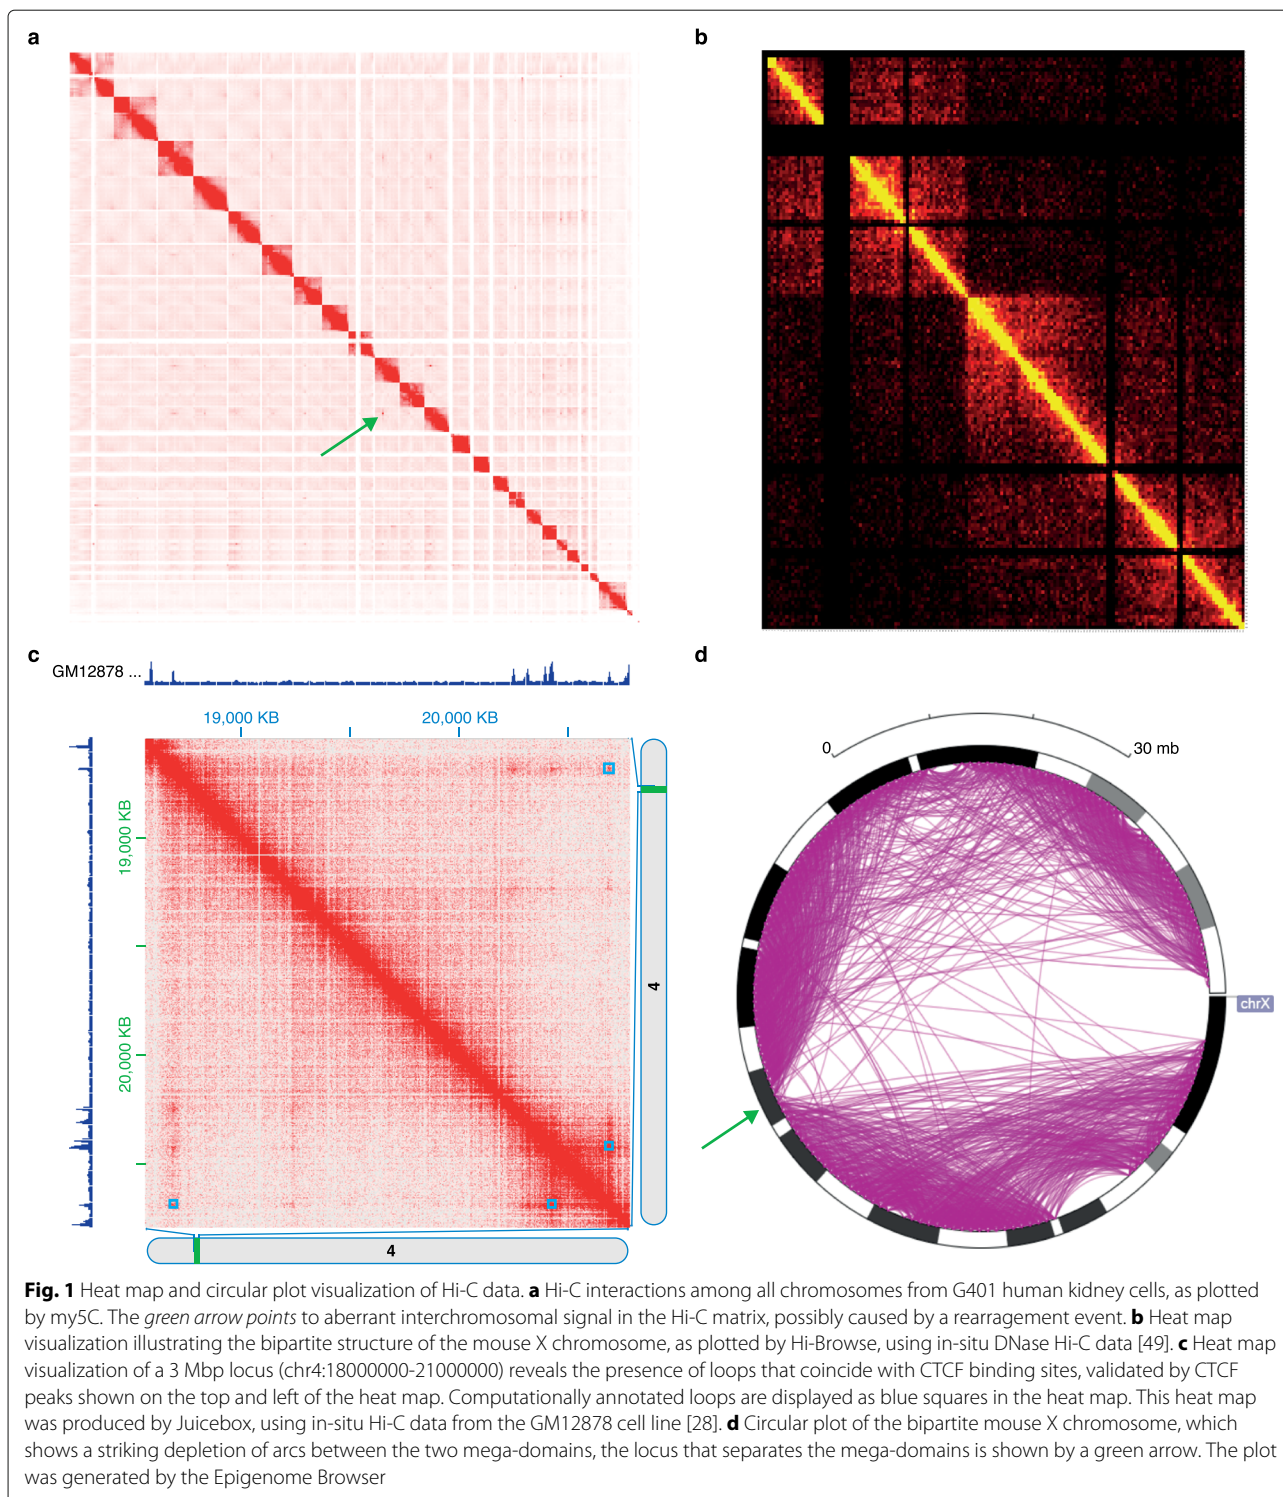 a
b
c
GM12878 ...
19,000 KB
20,000 KB
19,000 KB
20,000 KB
4
4
d
0
30 mb
chrX
Fig. 1 Heat map and circular plot visualization of Hi-C data. a Hi-C interactions among all chromosomes from G401 human kidney cells, as plotted
by my5C. The green arrow points to aberrant interchromosomal signal in the Hi-C matrix, possibly caused by a rearragement event. b Heat map
visualization illustrating the bipartite structure of the mouse X chromosome, as plotted by Hi-Browse, using in-situ DNase Hi-C data [49]. c Heat map
visualization of a 3 Mbp locus (chr4:18000000-21000000) reveals the presence of loops that coincide with CTCF binding sites, validated by CTCF
peaks shown on the top and left of the heat map. Computationally annotated loops are displayed as blue squares in the heat map. This heat map
was produced by Juicebox, using in-situ Hi-C data from the GM12878 cell line [28]. d Circular plot of the bipartite mouse X chromosome, which
shows a striking depletion of arcs between the two mega-domains, the locus that separates the mega-domains is shown by a green arrow. The plot
was generated by the Epigenome Browser